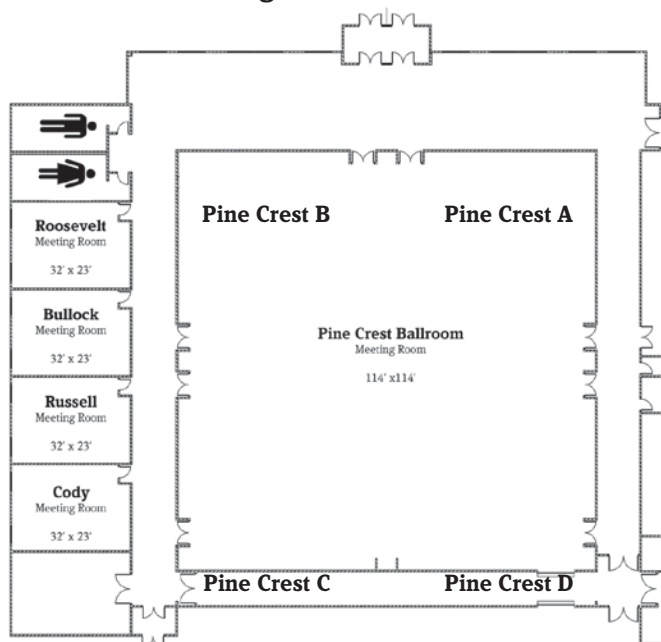 Pine Crest B
Pine Crest A
Roosevelt
Meeting Room
32' x 23'
Bullock
Meeting Room
32' x 23'
Pine Crest Ballroom
Meeting Room
114' x114'
Russell
Meeting Room
32' x 23'
Cody
Meeting Room
32' x 23'
Pine Crest C
Pine Crest D